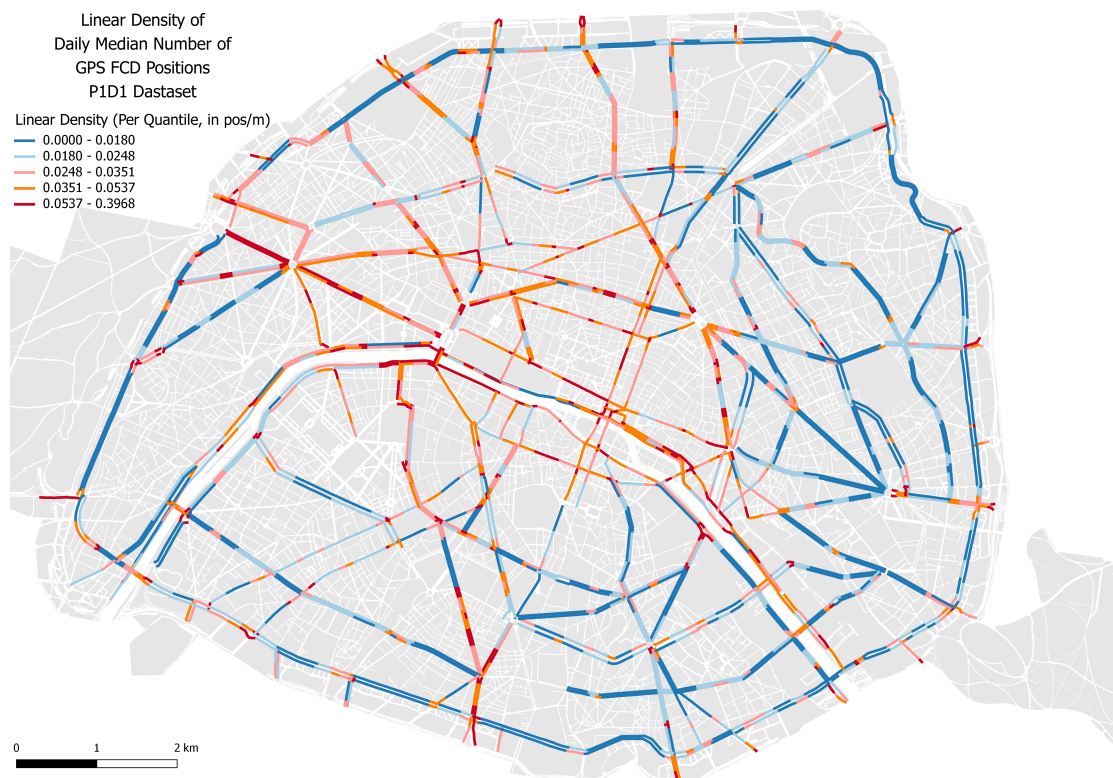 Linear Density of
Daily Median Number of
GPS FCD Positions
P1D1 Dastaset
Linear Density (Per Quantile, in pos/m)
0.0000 - 0.0180
0.0180 - 0.0248
0.0248 - 0.0351
0.0351 - 0.0537
0.0537 - 0.3968
0 1 2 km